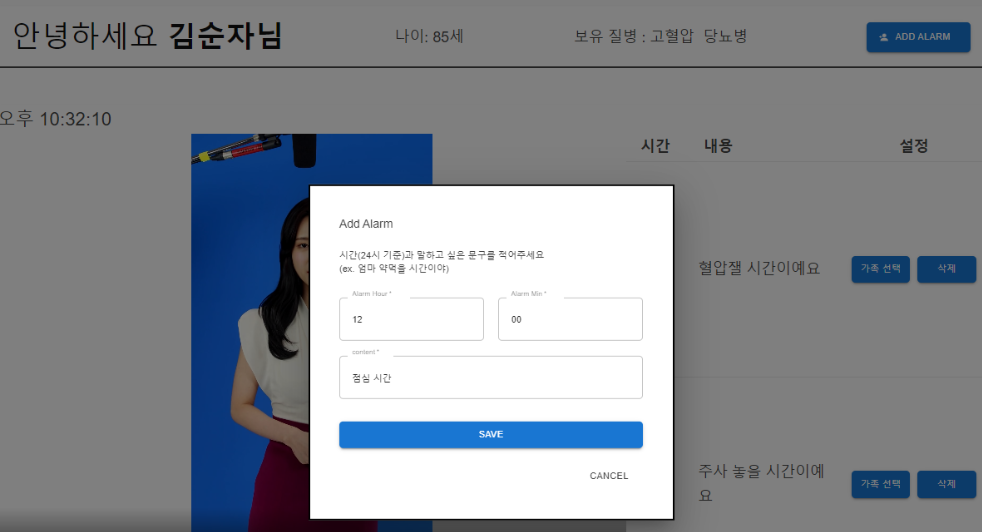 안녕하세요 김순자님
나이: 85세
보유 질병 : 고혈압 당뇨병
ADD ALARM
오후 10:32:10
시간 내용 설정
Add Alarm
시간(24시 기준)과 말하고 싶은 문구를 적어주세요
(ex. 엄마 약먹을 시간이야)
Alarm Hour *
12
Alarm Min *
00
content *
점심 시간
SAVE
CANCEL
혈압잴 시간이예요
가족 선택
삭제
주사 놓을 시간이예
요
가족 선택
삭제